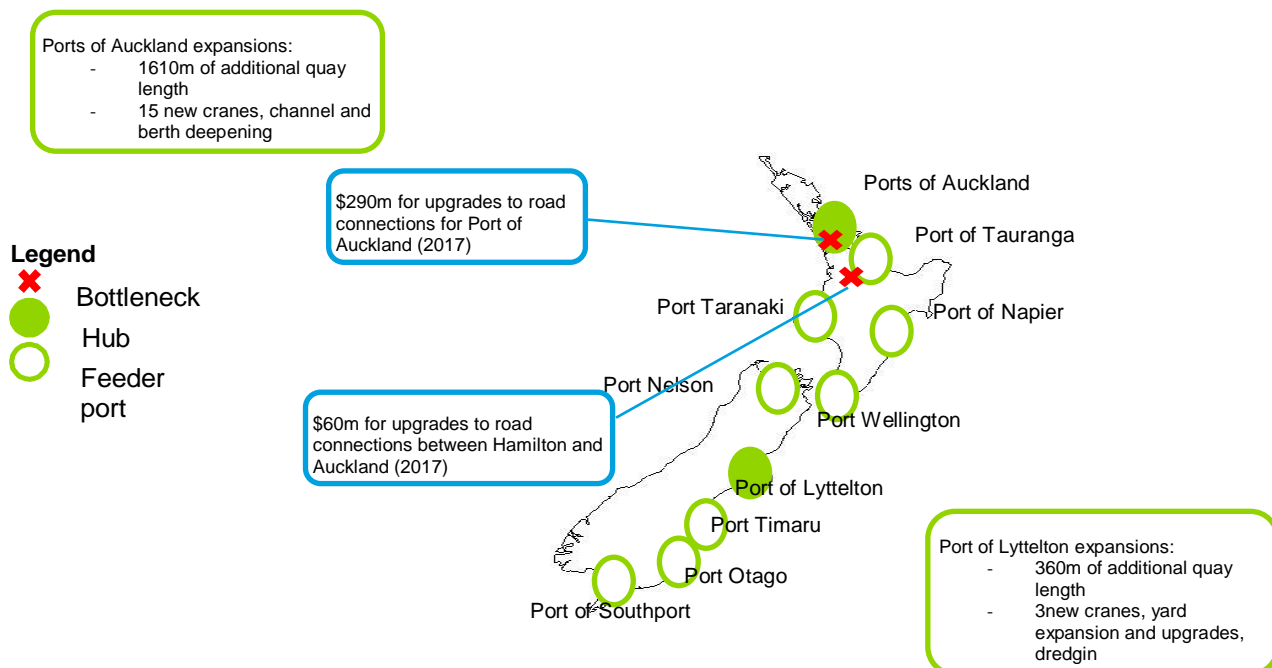 Ports of Auckland expansions:
- 1610m of additional quay
length
- 15 new cranes, channel and
berth deepening
$290m for upgrades to road
connections for Port of
Auckland (2017)
Ports of Auckland
Port of Tauranga
Legend
Bottleneck
Hub
Feeder
port
Port Taranaki
Port of Napier
Port Nelson
Port Wellington
$60m for upgrades to road
connections between Hamilton and
Auckland (2017)
Port of Lyttelton
Port Timaru
Port Otago
Port of Southport
Port of Lyttelton expansions:
- 360m of additional quay
length
- 3new cranes, yard
expansion and upgrades,
dredgin